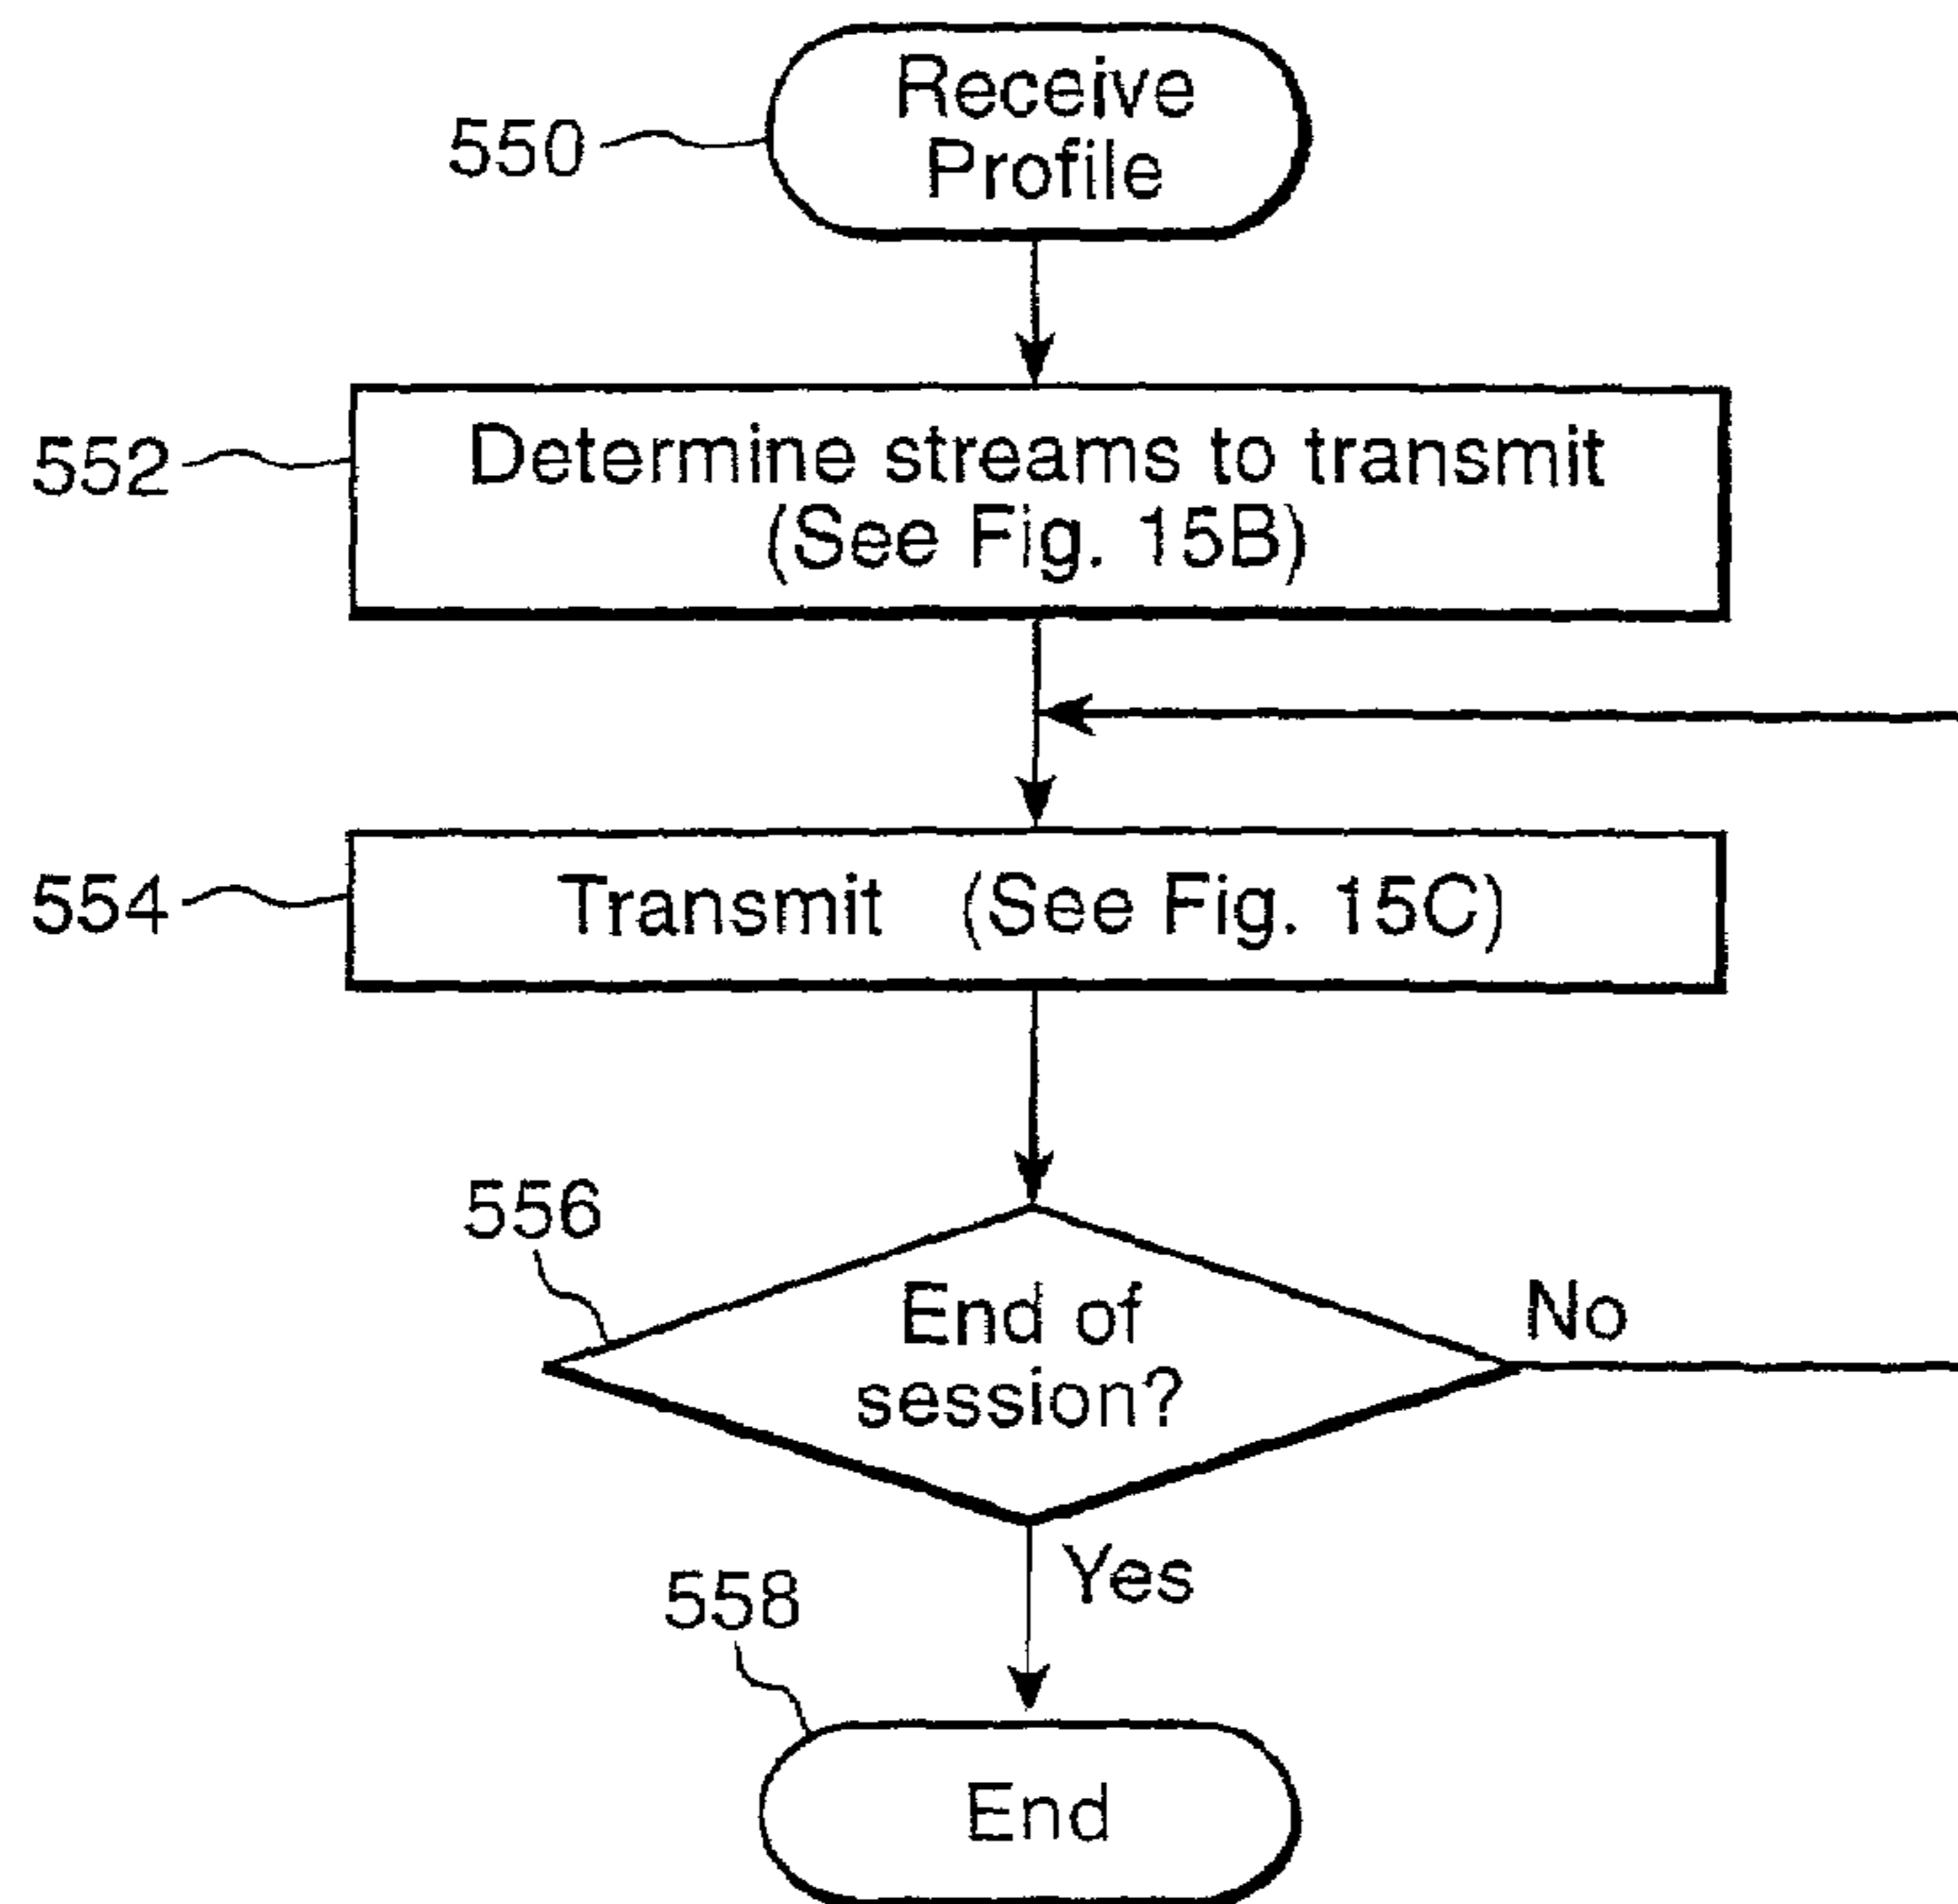 Receive
Profile
550
Determine streams to transmit
(See Fig. 15B)
552
Transmit (See Fig. 15C)
554
556
End of
session?
No
Yes
558
End